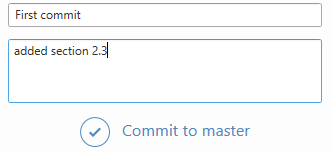 First commit
added section 2.3
Commit to master